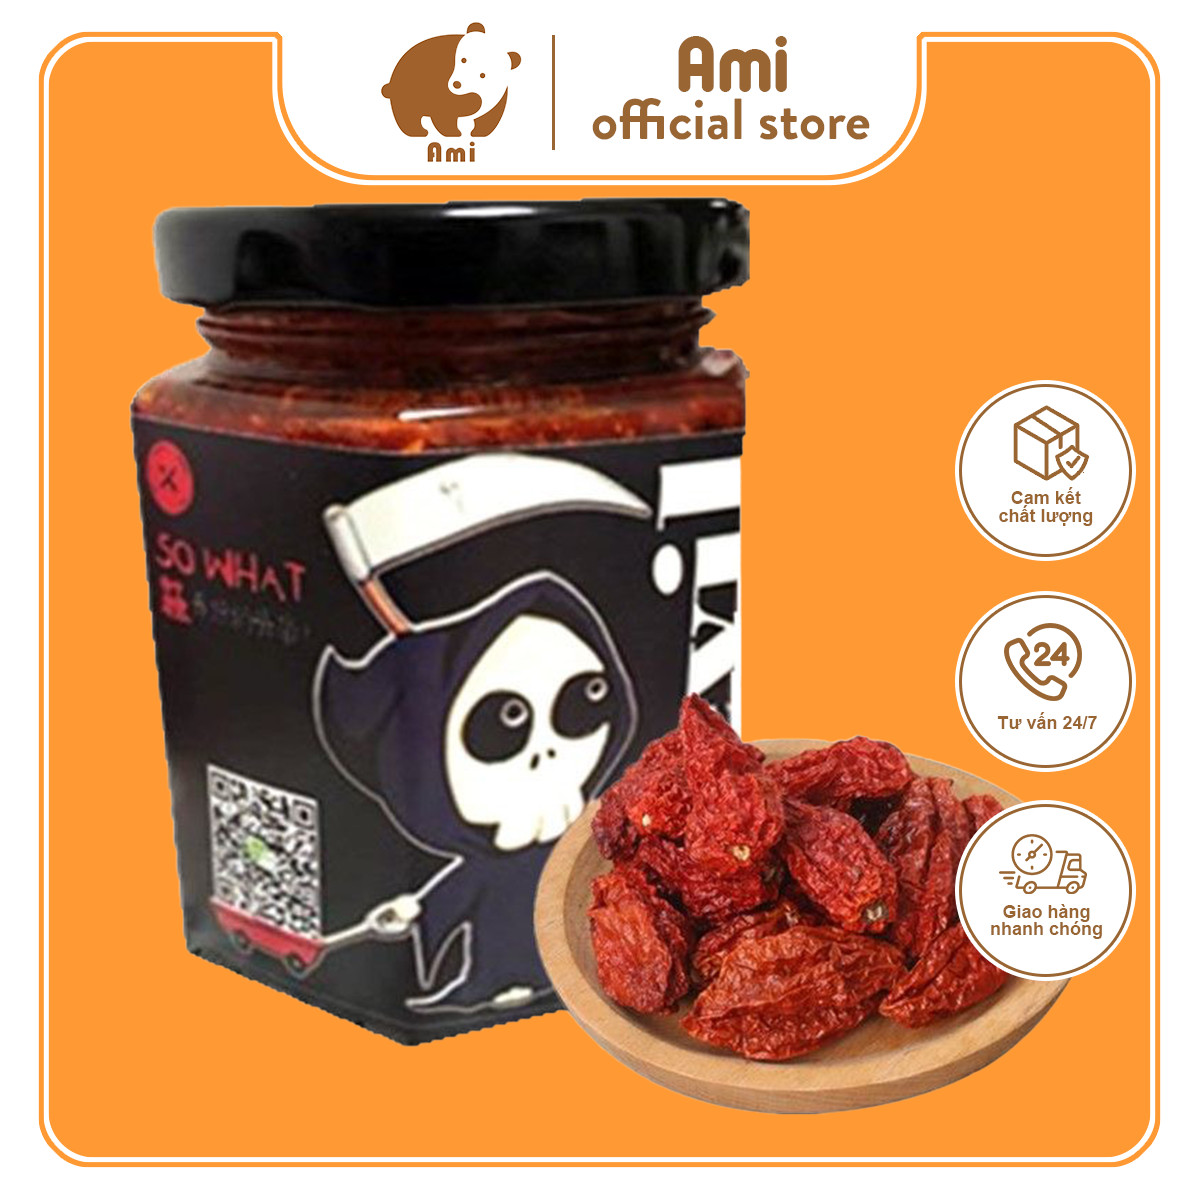 Ami
Ami
official store
SO WHAT
Cam kết
chất lượng
24
Tư vấn 24/7
Giao hàng
nhanh chóng